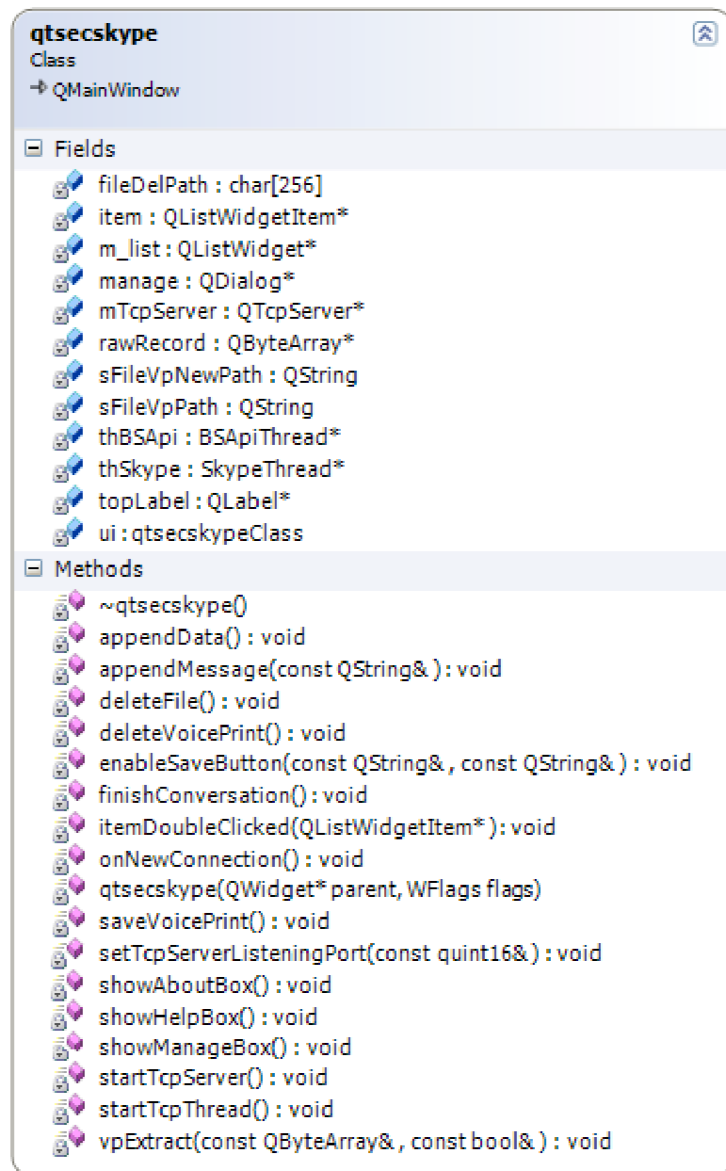 qtsecskype
Class
QMainWindow
Fields
fileDelPath : char[256]
item : QListWidgetItem*
m_list : QListWidget*
manage : QDialog*
mTcpServer : QTcpServer*
rawRecord : QByteArray*
sFileVpNewPath : QString
sFileVpPath : QString
thBSApi : BSApiThread*
thSkype : SkypeThread*
topLabel : QLabel*
ui : qtsecskypeClass
Methods
~qtsecskype()
appendData() : void
appendMessage(const QString& ) : void
deleteFile() : void
deleteVoicePrint() : void
enableSaveButton(const QString& , const QString& ) : void
finishConversation() : void
itemDoubleClicked(QListWidgetItem* ) : void
onNewConnection() : void
qtsecskype(QWidget* parent, WFlags flags)
saveVoicePrint() : void
setTcpServerListeningPort(const quint16& ) : void
showAboutBox() : void
showHelpBox() : void
showManageBox() : void
startTcpServer() : void
startTcpThread() : void
vpExtract(const QByteArray& , const bool& ) : void